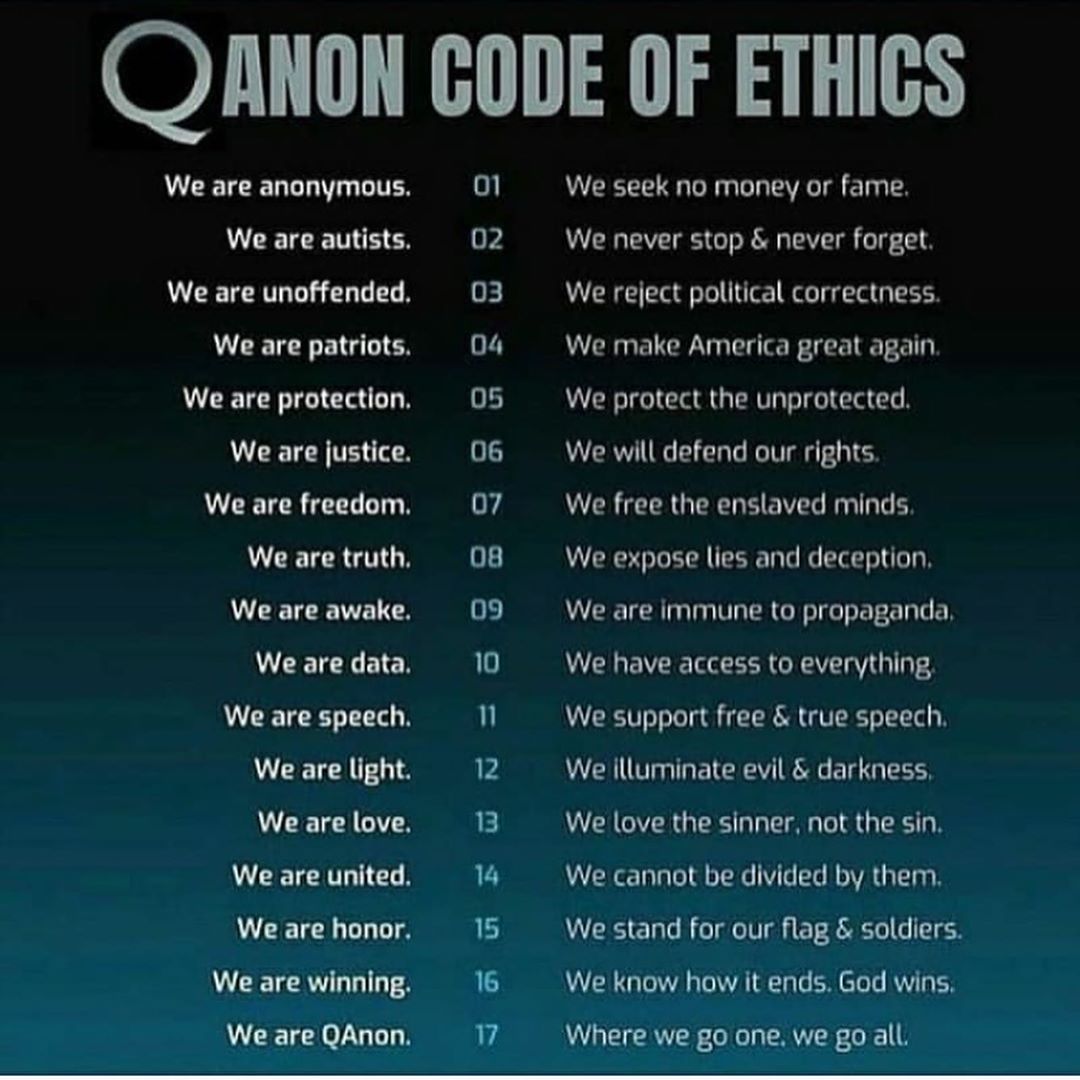 QANON CODE OF ETHICS
We are anonymous. 01 We seek no money or fame.
We are autists. 02 We never stop & never forget.
We are unoffended. 03 We reject political correctness.
We are patriots. 04 We make America great again.
We are protection. 05 We protect the unprotected.
We are justice. 06 We will defend our rights.
We are freedom. 07 We free the enslaved minds.
We are truth. 08 We expose lies and deception.
We are awake. 09 We are immune to propaganda.
We are data. 10 We have access to everything.
We are speech. 11 We support free & true speech.
We are light. 12 We illuminate evil & darkness.
We are love. 13 We love the sinner, not the sin.
We are united. 14 We cannot be divided by them.
We are honor. 15 We stand for our flag & soldiers.
We are winning. 16 We know how it ends. God wins.
We are QAnon. 17 Where we go one, we go all.